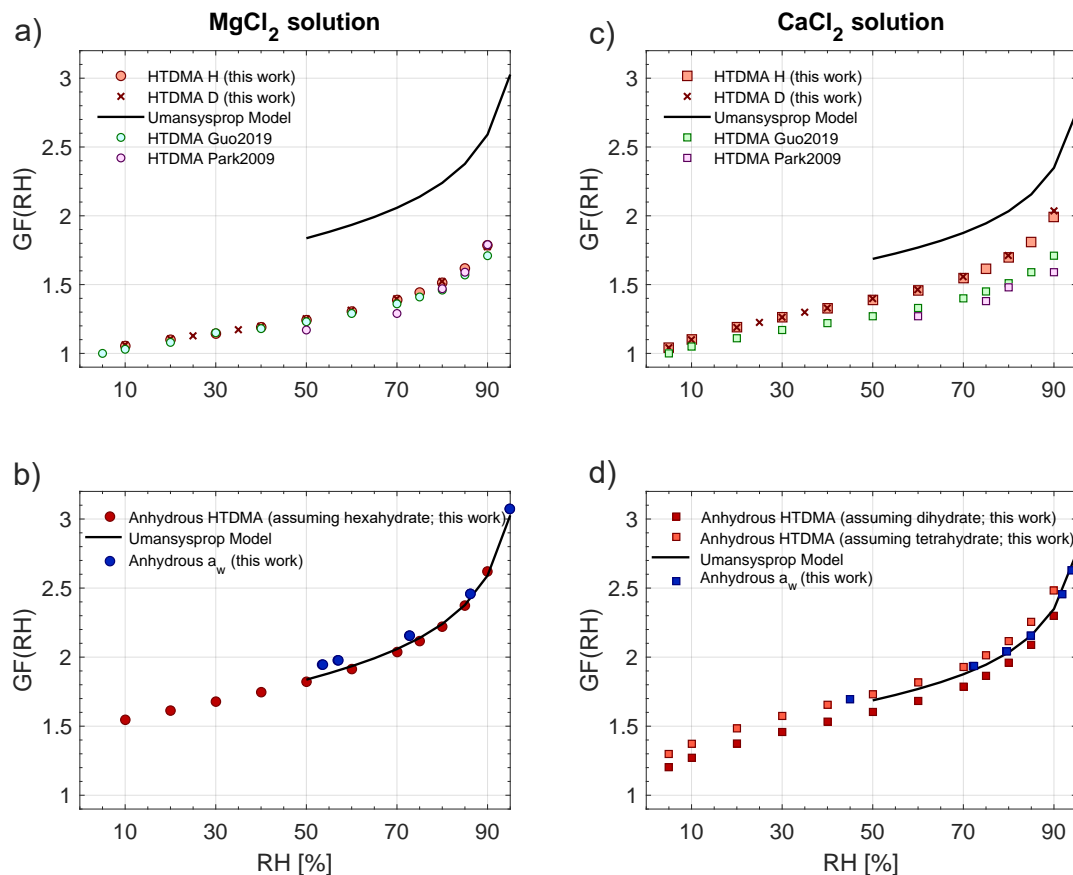 MgCl2 solution
a)
3
2.5
2
1.5
1
GF(RH)
HTDMA H (this work)
HTDMA D (this work)
Umansysprop Model
HTDMA Guo2019
HTDMA Park2009
10 30 50 70 90
CaCl2 solution
c)
3
2.5
2
1.5
1
GF(RH)
HTDMA H (this work)
HTDMA D (this work)
Umansysprop Model
HTDMA Guo2019
HTDMA Park2009
10 30 50 70 90
b)
3
2.5
2
1.5
1
GF(RH)
Anhydrous HTDMA (assuming hexahydrate; this work)
Umansysprop Model
Anhydrous aw (this work)
10 30 50 70 90
RH [%]
d)
3
2.5
2
1.5
1
GF(RH)
Anhydrous HTDMA (assuming dihydrate; this work)
Anhydrous HTDMA (assuming tetrahydrate; this work)
Umansysprop Model
Anhydrous aw (this work)
10 30 50 70 90
RH [%]